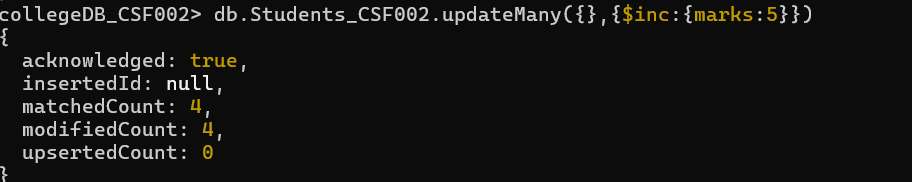 collegeDB_CSF002> db.Students_CSF002.updateMany({},{$inc:{marks:5}})
{
  acknowledged: true,
  insertedId: null,
  matchedCount: 4,
  modifiedCount: 4,
  upsertedCount: 0
}